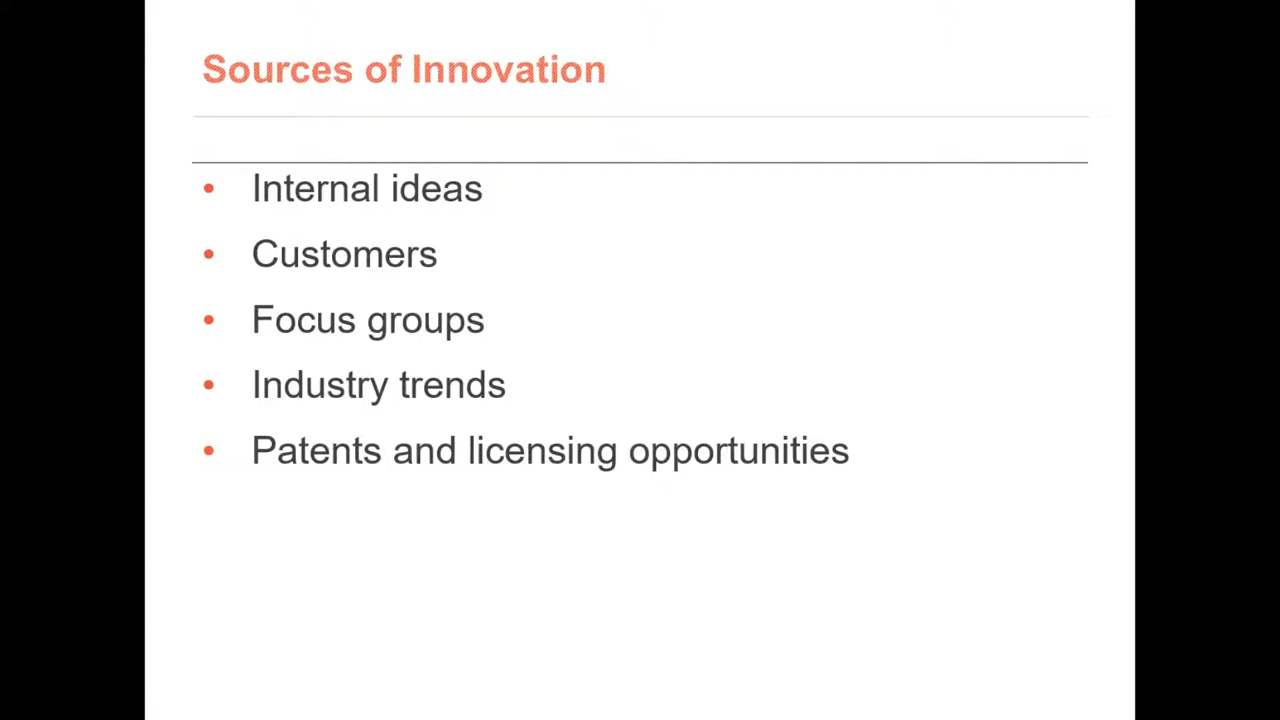 Sources of Innovation
• Internal ideas
• Customers
• Focus groups
• Industry trends
• Patents and licensing opportunities